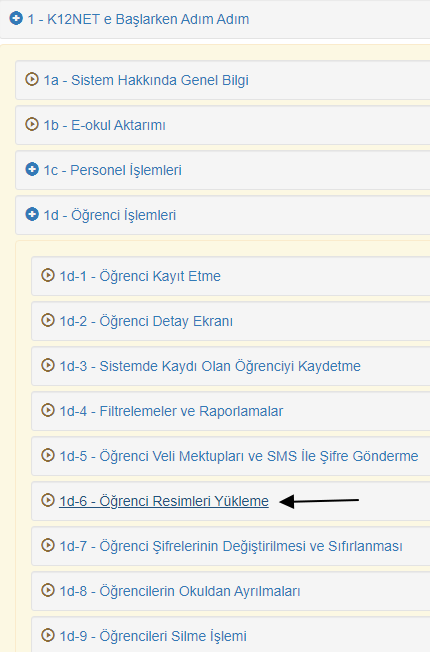 1 - K12NET e Başlarken Adım Adım
1a - Sistem Hakkında Genel Bilgi
1b - E-okul Aktarımı
1c - Personel İşlemleri
1d - Öğrenci İşlemleri
1d-1 - Öğrenci Kayıt Etme
1d-2 - Öğrenci Detay Ekranı
1d-3 - Sistemde Kaydı Olan Öğrenciyi Kaydetme
1d-4 - Filtrelemeler ve Raporlamalar
1d-5 - Öğrenci Veli Mektupları ve SMS İle Şifre Gönderme
1d-6 - Öğrenci Resimleri Yükleme
1d-7 - Öğrenci Şifrelerinin Değiştirilmesi ve Sıfırlanması
1d-8 - Öğrencilerin Okuldan Ayrılmaları
1d-9 - Öğrencileri Silme İşlemi